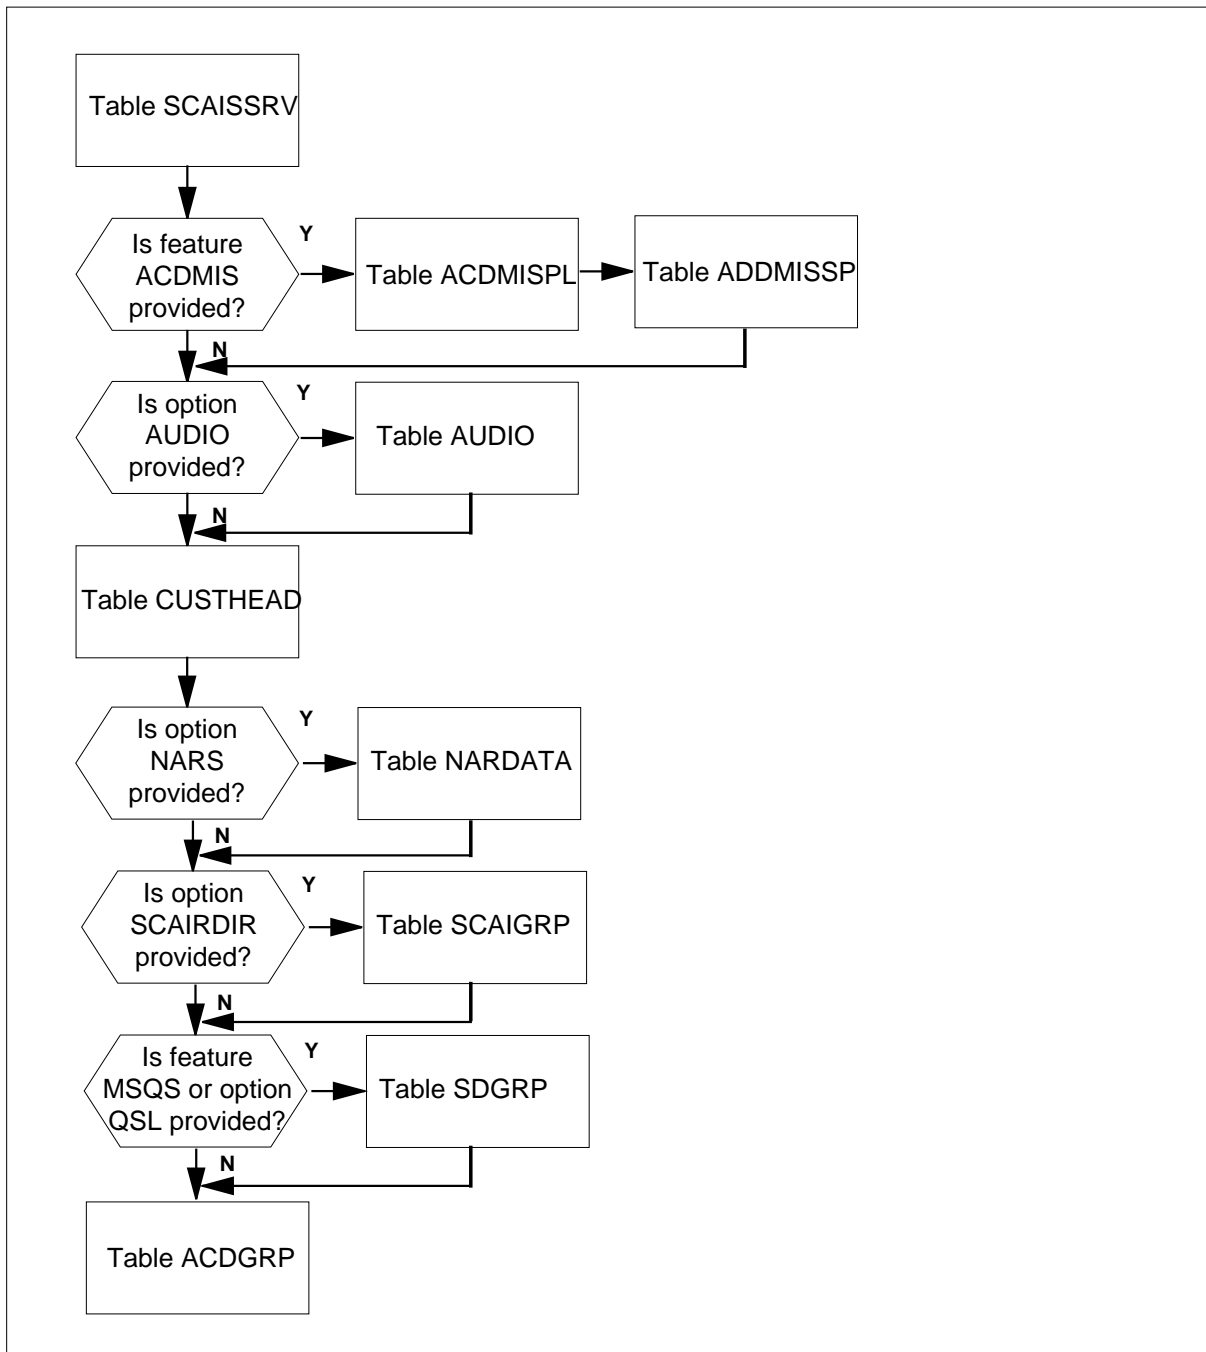 Table SCAISSRV
Is feature
ACDMIS
provided?
Y
Table ACDMISPL
Table ADDMISSP
N
Is option
AUDIO
provided?
Y
Table AUDIO
N
Table CUSTHEAD
Is option
NARS
provided?
Y
Table NARDATA
N
Is option
SCAIRDIR
provided?
Y
Table SCAIGRP
N
Is feature
MSQS or option
QSL provided?
Y
Table SDGRP
N
Table ACDGRP